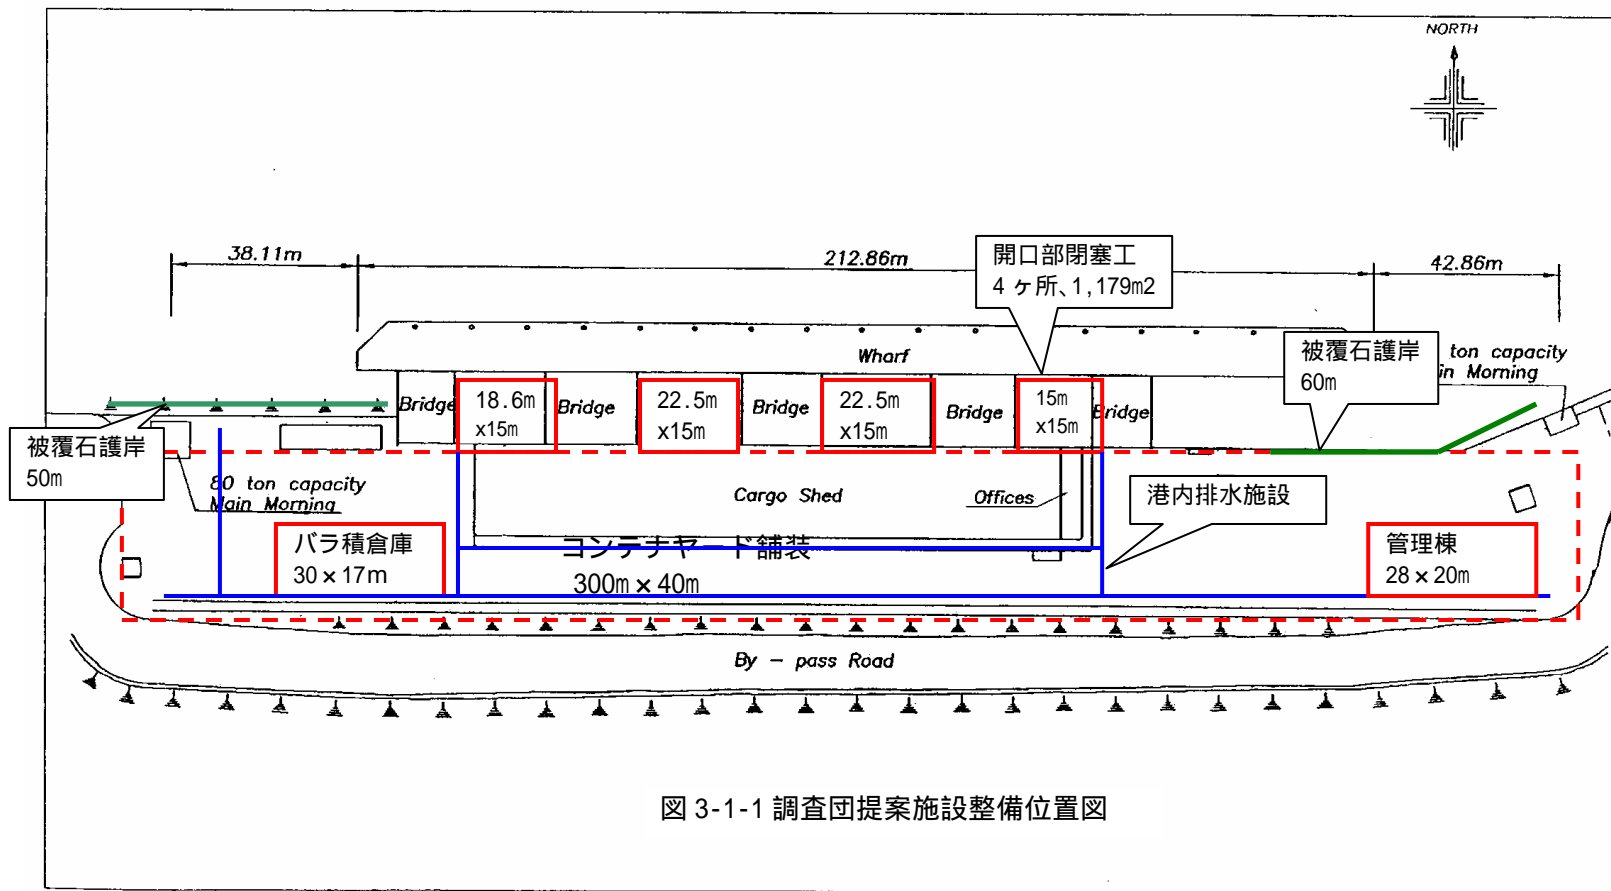 NORTH
38.11m
212.86m
42.86m
開口部閉塞工
4 ヶ所、1,179m2
Wharf
被覆石護岸
60m
ton capacity
in Morning
Bridge
18.6m
x15m
Bridge
22.5m
x15m
Bridge
22.5m
x15m
Bridge
15m
x15m
Bridge
被覆石護岸
50m
80 ton capacity
Main Morning
Cargo Shed
Offices
港内排水施設
バラ積倉庫
30×17m
コンテナヤード舗装
300m×40m
管理棟
28×20m
By - pass Road
図 3-1-1 調査団提案施設整備位置図